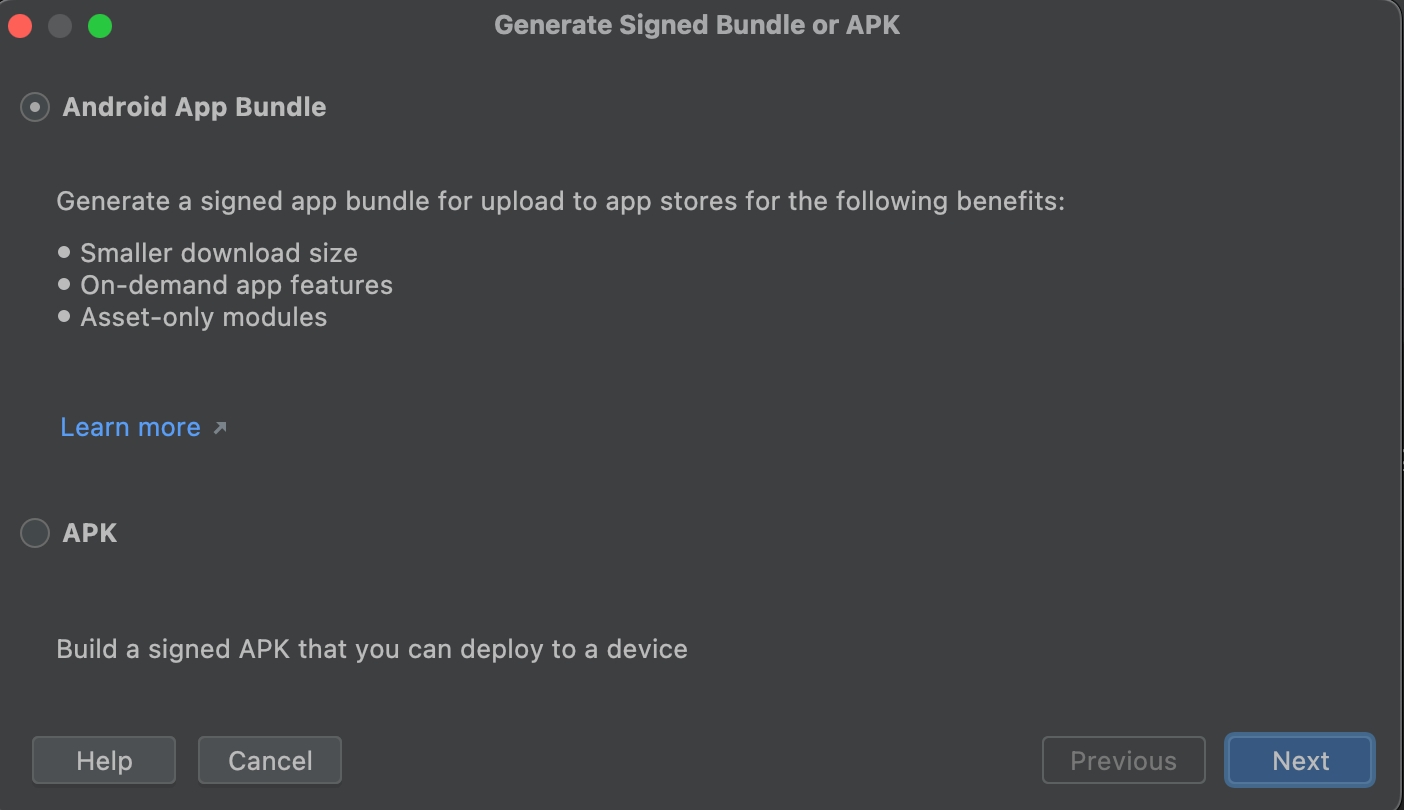 Generate Signed Bundle or APK
Android App Bundle
Generate a signed app bundle for upload to app stores for the following benefits:
Smaller download size
On-demand app features
Asset-only modules
Learn more
APK
Build a signed APK that you can deploy to a device
Help Cancel Previous Next